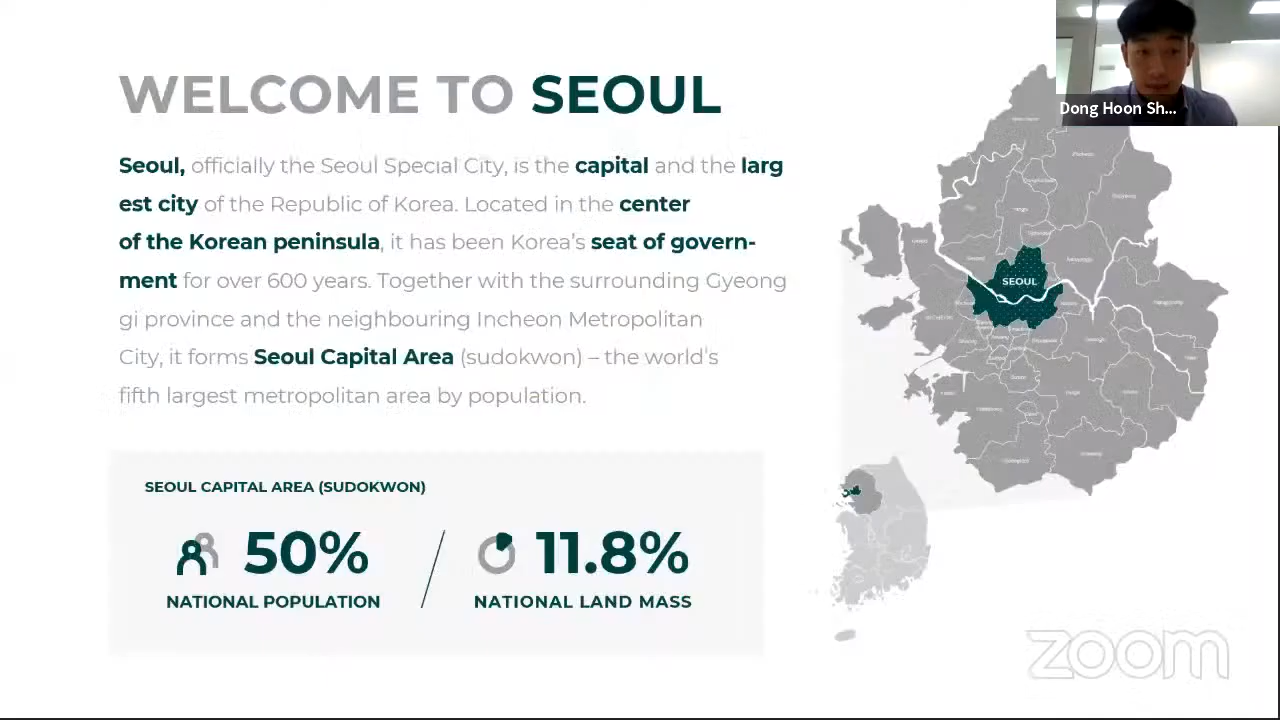 WELCOME TO SEOUL
Seoul, officially the Seoul Special City, is the capital and the larg
est city of the Republic of Korea. Located in the center
of the Korean peninsula, it has been Korea's seat of govern-
ment for over 600 years. Together with the surrounding Gyeong
gi province and the neighbouring Incheon Metropolitan
City, it forms Seoul Capital Area (sudokwon) – the world's
fifth largest metropolitan area by population.
SEOUL CAPITAL AREA (SUDOKWON)
50%
NATIONAL POPULATION
11.8%
NATIONAL LAND MASS
Dong Hoon Sh...
SEOUL
zoom